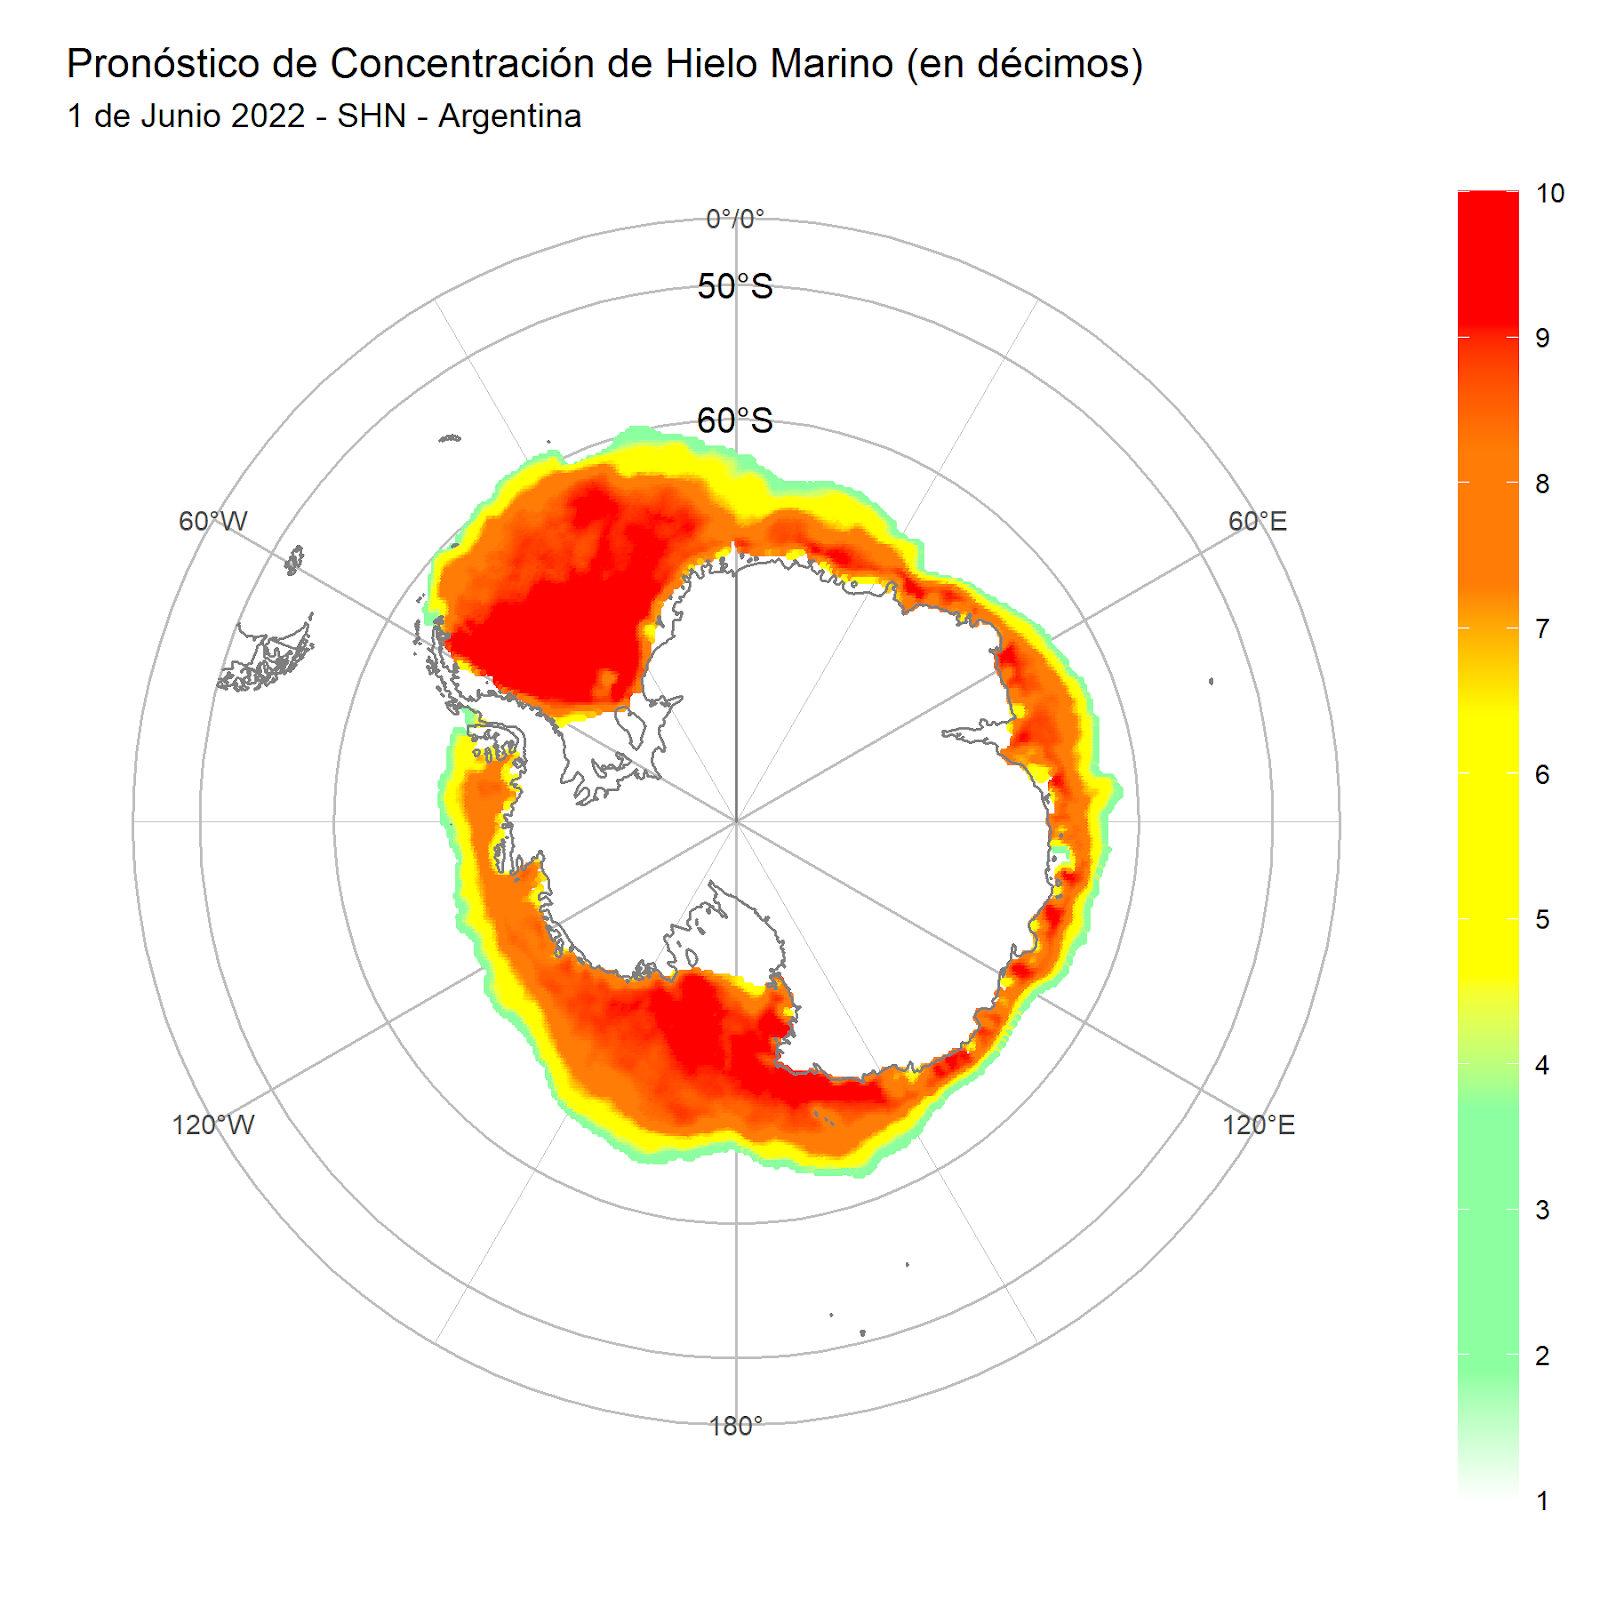 Pronóstico de Concentración de Hielo Marino (en décimos)
1 de Junio 2022 - SHN - Argentina
10
9
8
7
6
5
4
3
2
1
0°/0°
50°S
60°S
60°W
60°E
120°W
120°E
180°